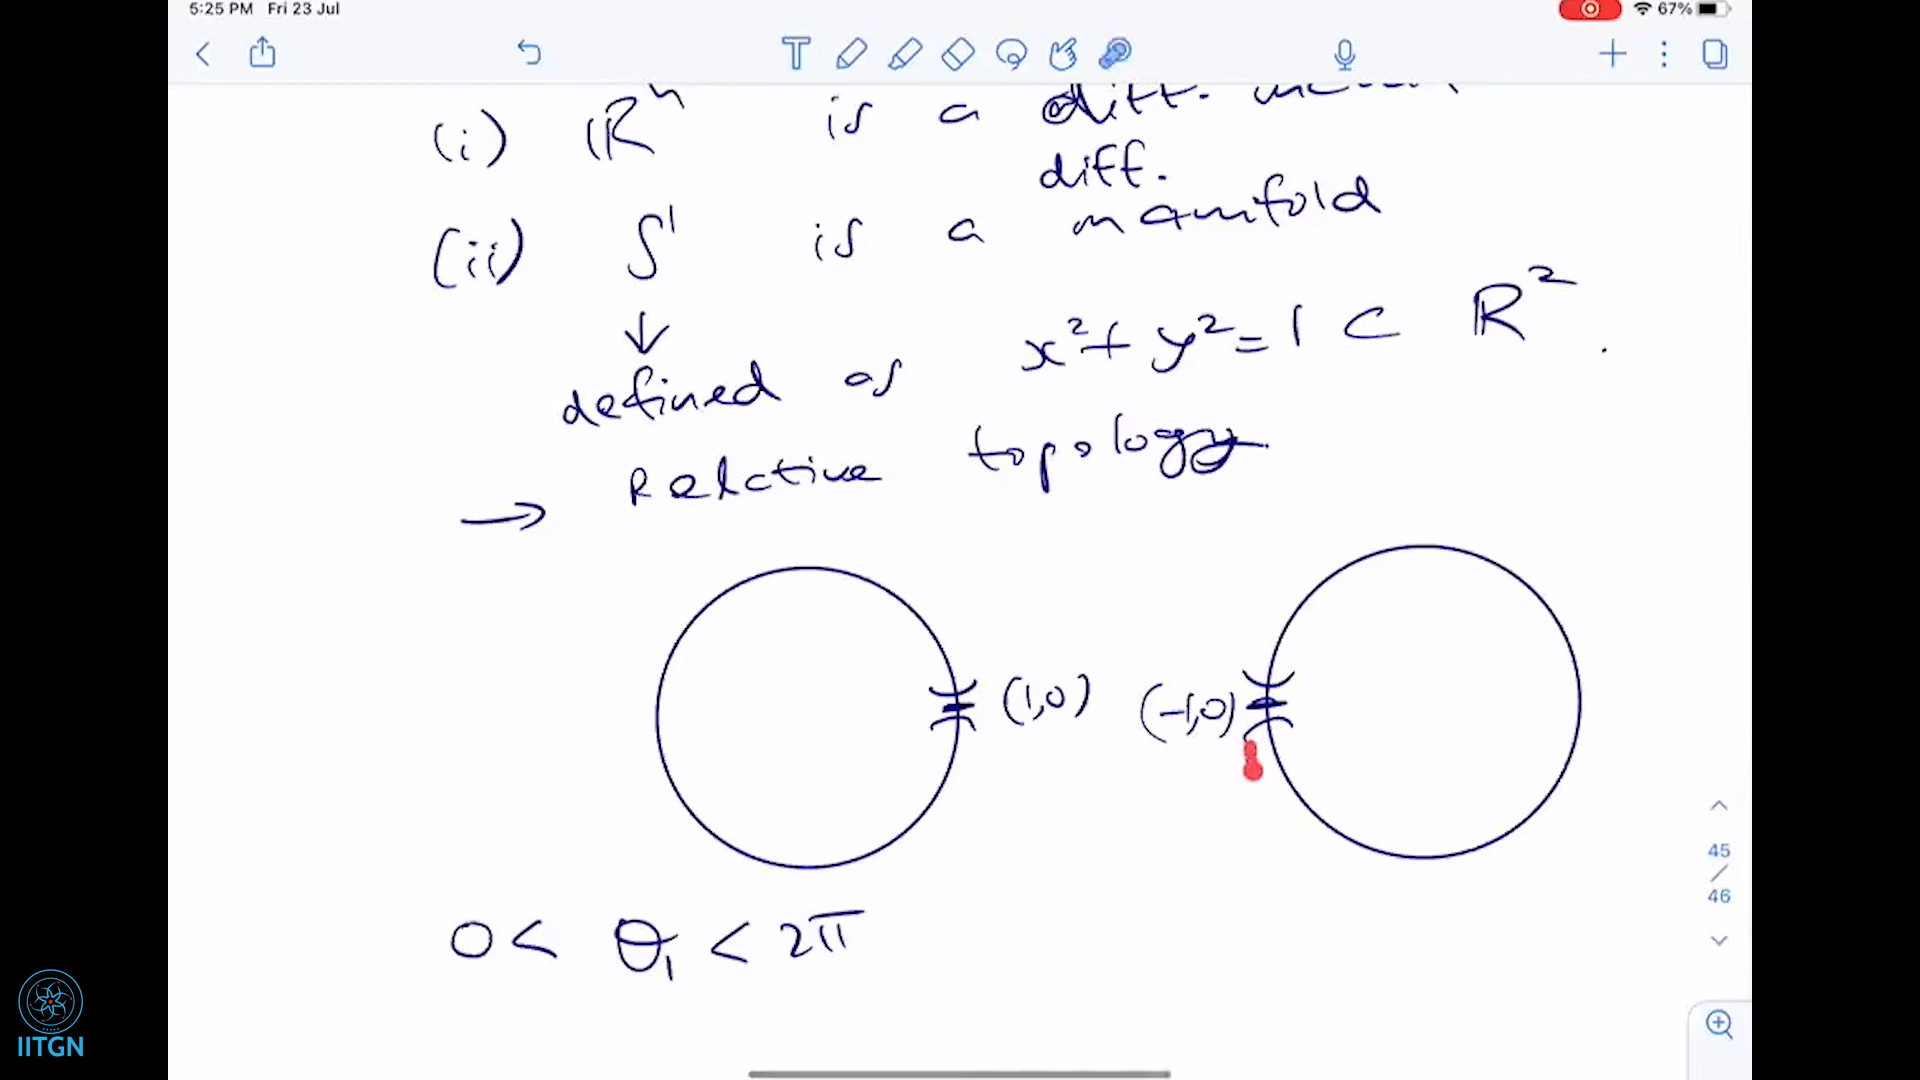 5:25 PM Fri 23 Jul
67%
(i) ℝⁿ is a diff.
diff.
(ii) S¹ is a manifold
↓
defined as x² + y² = 1 ⊂ ℝ² .
→ Relative topology
(1,0) (-1,0)
45
/
46
0 < θ₁ < 2π
IITGN